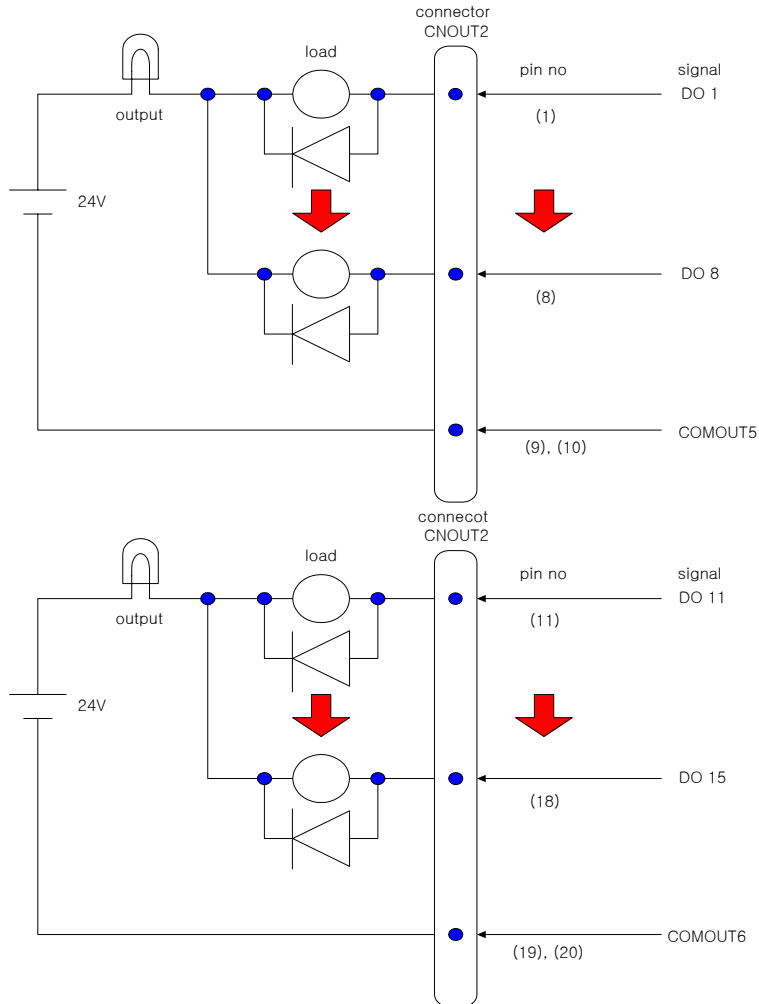 connector
CNOUT2
load
pin no
signal
output
DO 1
(1)
24V
DO 8
(8)
COMOUT5
(9), (10)
connecot
CNOUT2
load
pin no
signal
output
DO 11
(11)
24V
DO 15
(18)
COMOUT6
(19), (20)